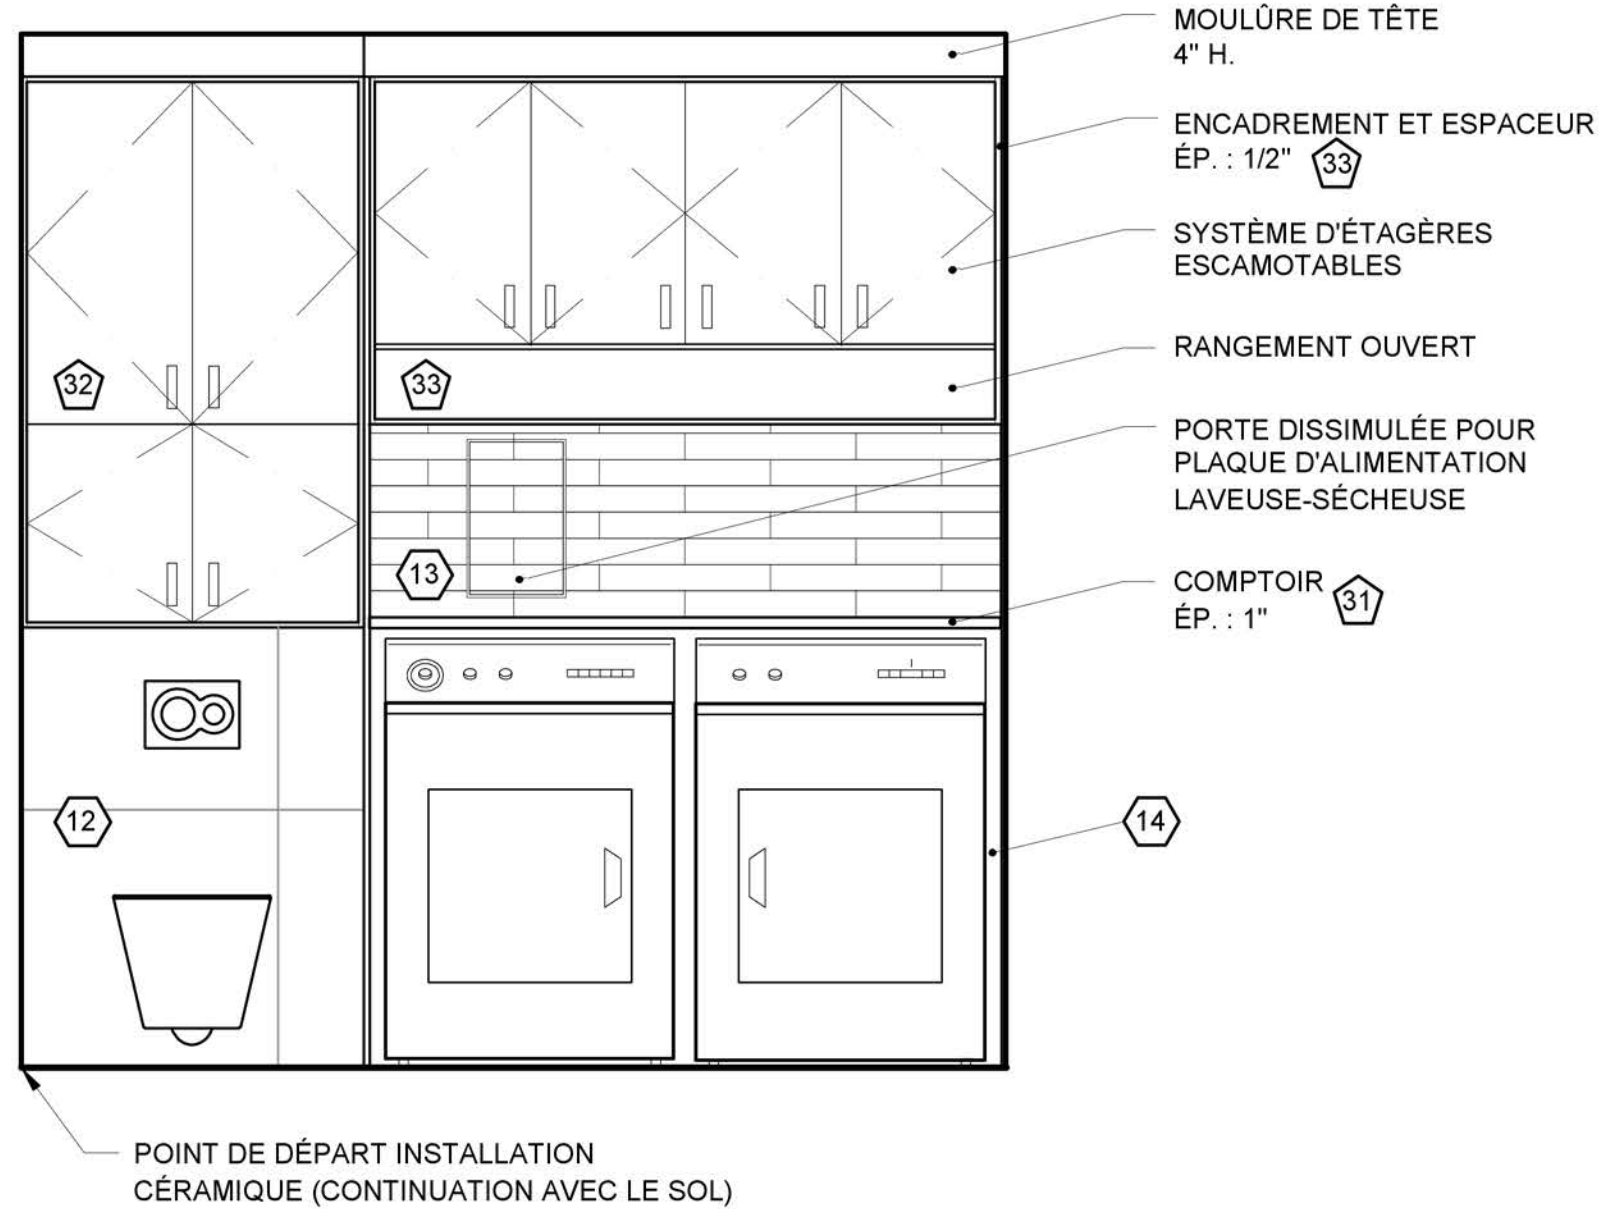 MOULÛRE DE TÊTE
4" H.
ENCADREMENT ET ESPACEUR
ÉP. : 1/2" 33
SYSTÈME D'ÉTAGÈRES
ESCAMOTABLES
RANGEMENT OUVERT
32
33
PORTE DISSIMULÉE POUR
PLAQUE D'ALIMENTATION
LAVEUSE-SÉCHEUSE
13
COMPTOIR 31
ÉP. : 1"
12
14
POINT DE DÉPART INSTALLATION
CÉRAMIQUE (CONTINUATION AVEC LE SOL)